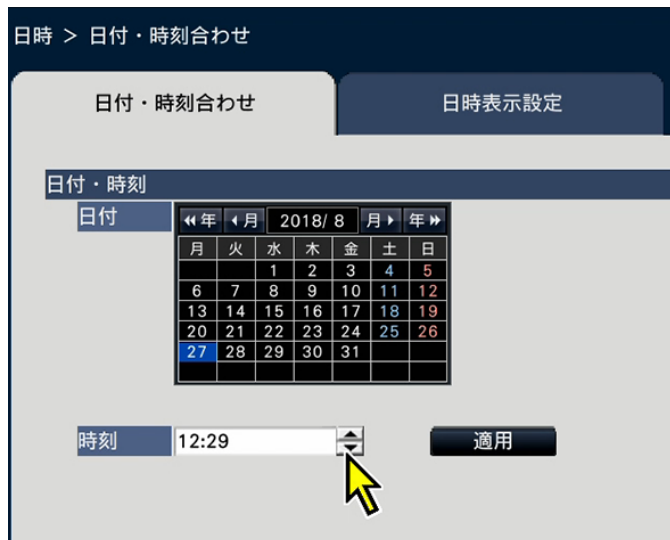 日時 > 日付・時刻合わせ
日付・時刻合わせ 日時表示設定
日付・時刻
日付
年 月 2018/ 8 月 年
月 火 水 木 金 土 日
1 2 3 4 5
6 7 8 9 10 11 12
13 14 15 16 17 18 19
20 21 22 23 24 25 26
27 28 29 30 31
時刻 12:29 適用